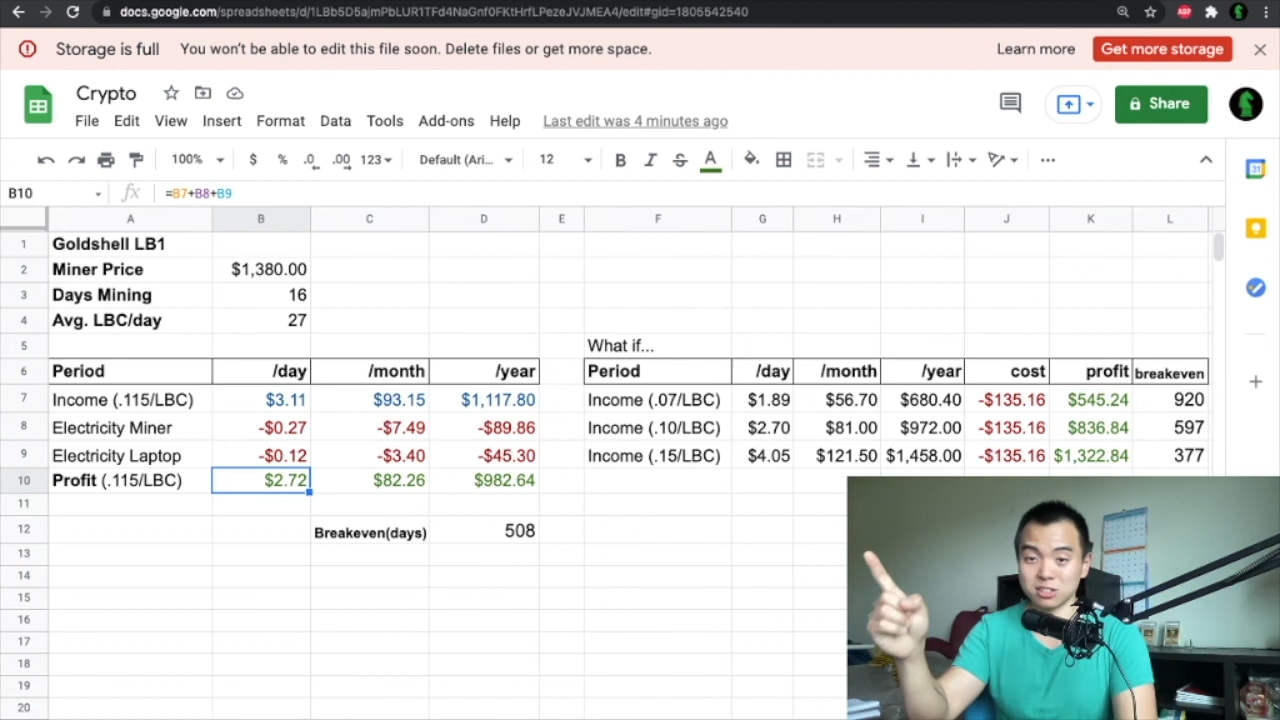 docs.google.com/spreadsheets/d/1LBb5D5ajmPbLUR1TFd4NaGnf0FKtHrfLPezeJVJMEA4/edit#gid=1805542540
ABP
Storage is full You won't be able to edit this file soon. Delete files or get more space. Learn more Get more storage
Crypto
File Edit View Insert Format Data Tools Add-ons Help Last edit was 4 minutes ago
Share
100% $ % .0 .00 123 Default (Ari... 12 B I S A
31
B10 fx =B7+B8+B9
A B C D E F G H I J K L
1 Goldshell LB1
2 Miner Price $1,380.00
3 Days Mining 16
4 Avg. LBC/day 27
5 What if...
6 Period /day /month /year Period /day /month /year cost profit breakeven
7 Income (.115/LBC) $3.11 $93.15 $1,117.80 Income (.07/LBC) $1.89 $56.70 $680.40 -$135.16 $545.24 920
8 Electricity Miner -$0.27 -$7.49 -$89.86 Income (.10/LBC) $2.70 $81.00 $972.00 -$135.16 $836.84 597
9 Electricity Laptop -$0.12 -$3.40 -$45.30 Income (.15/LBC) $4.05 $121.50 $1,458.00 -$135.16 $1,322.84 377
10 Profit (.115/LBC) $2.72 $82.26 $982.64
11
12 Breakeven(days) 508
13
14
15
16
17
18
19
20